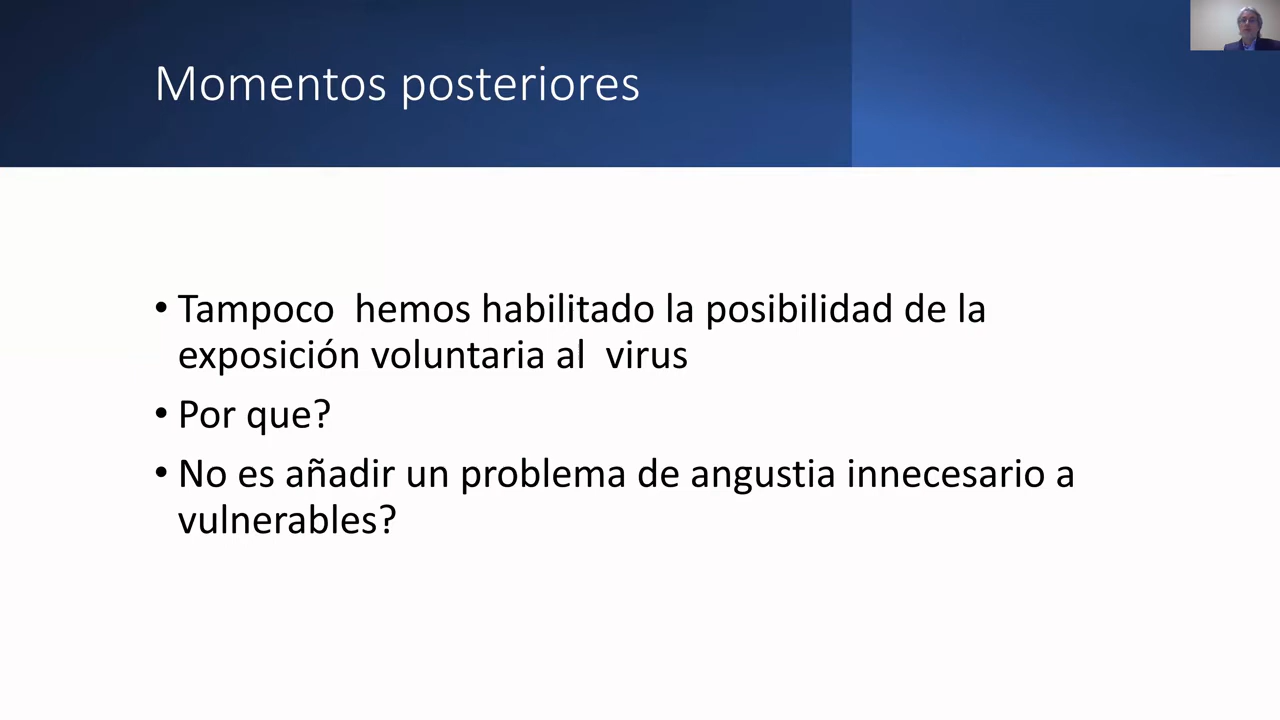 Momentos posteriores
• Tampoco hemos habilitado la posibilidad de la
exposición voluntaria al virus
• Por que?
• No es añadir un problema de angustia innecesario a
vulnerables?